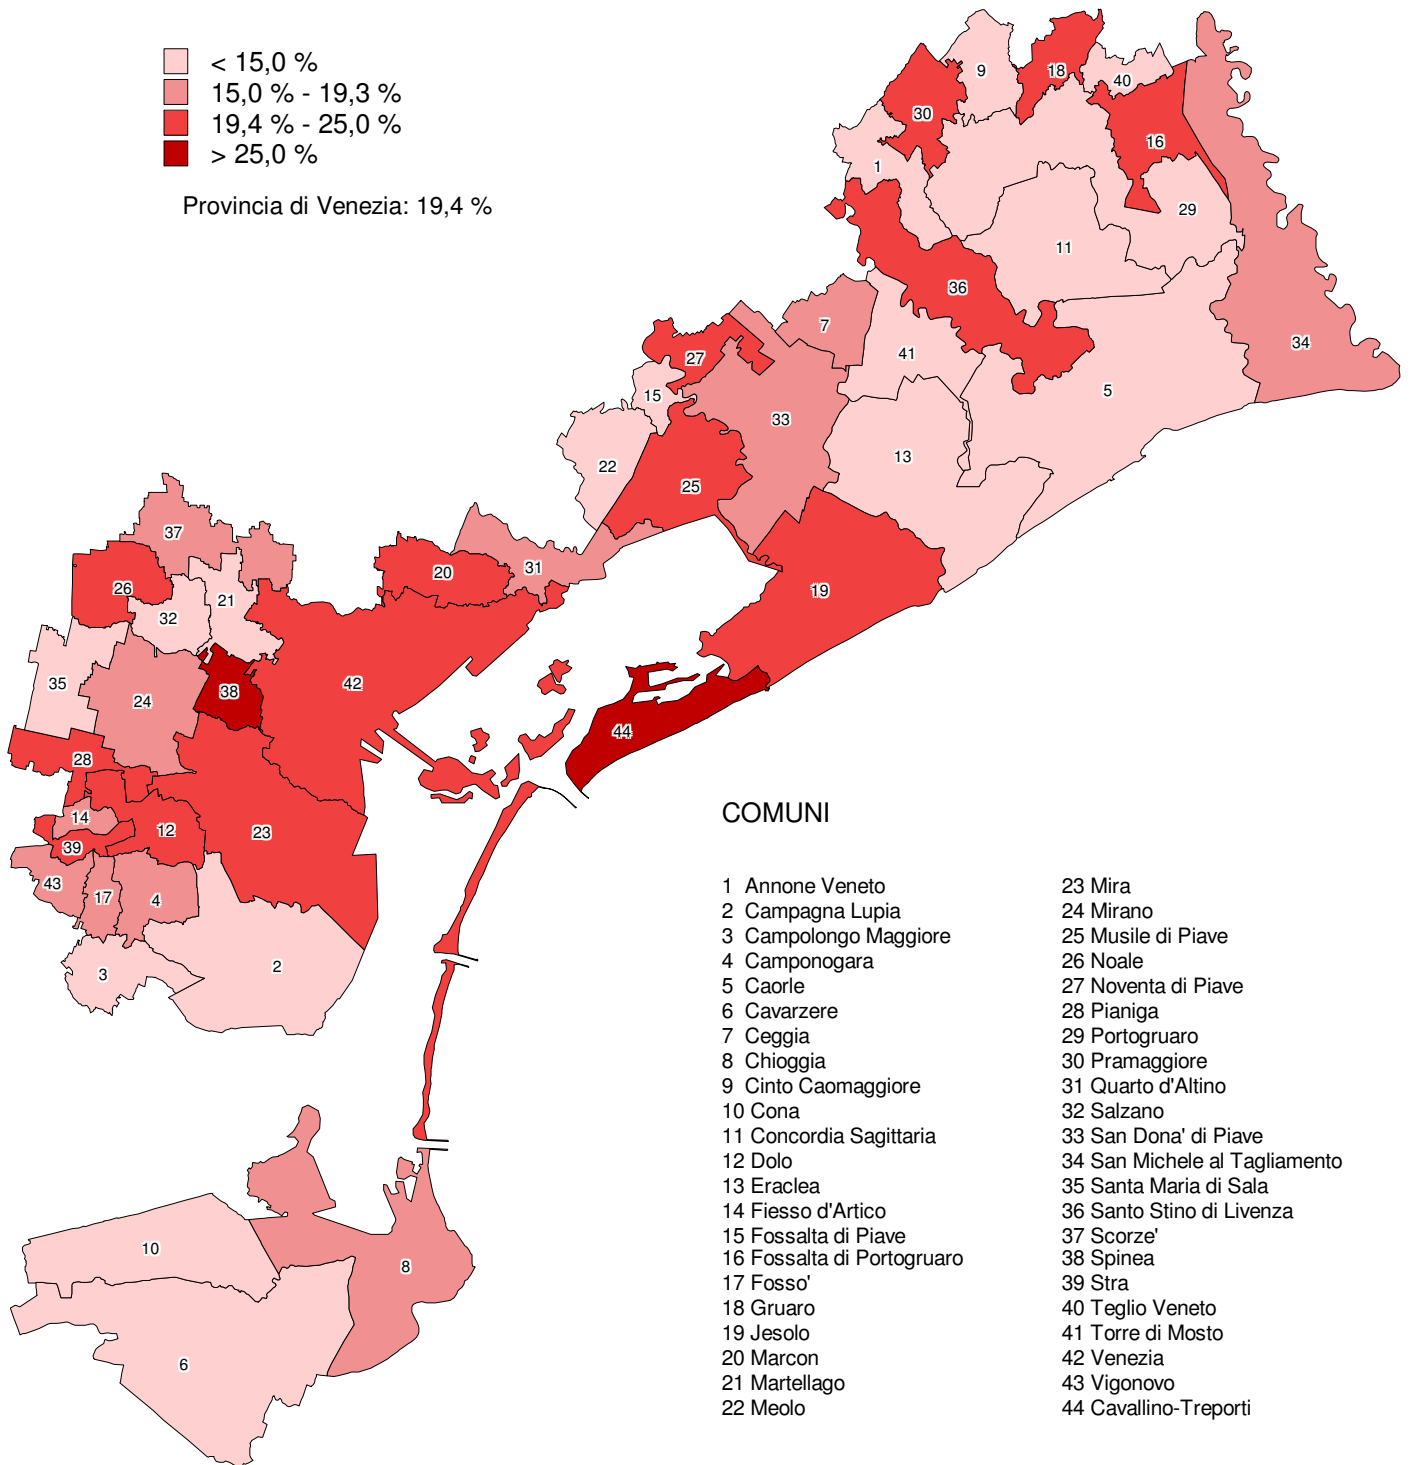 < 15,0 %
15,0 % - 19,3 %
19,4 % - 25,0 %
> 25,0 %
Provincia di Venezia: 19,4 %
9
18
40
30
16
1
29
11
36
34
7
27
41
5
15
33
13
22
25
37
20
31
26
21
32
19
35
24
38
42
44
28
14
12
23
39
43
17
4
3
2
10
8
6
COMUNI
1 Annone Veneto
2 Campagna Lupia
3 Campolongo Maggiore
4 Camponogara
5 Caorle
6 Cavarzere
7 Ceggia
8 Chioggia
9 Cinto Caomaggiore
10 Cona
11 Concordia Sagittaria
12 Dolo
13 Eraclea
14 Fiesso d'Artico
15 Fossalta di Piave
16 Fossalta di Portogruaro
17 Fosso'
18 Gruaro
19 Jesolo
20 Marcon
21 Martellago
22 Meolo
23 Mira
24 Mirano
25 Musile di Piave
26 Noale
27 Noventa di Piave
28 Pianiga
29 Portogruaro
30 Pramaggiore
31 Quarto d'Altino
32 Salzano
33 San Dona' di Piave
34 San Michele al Tagliamento
35 Santa Maria di Sala
36 Santo Stino di Livenza
37 Scorze'
38 Spinea
39 Stra
40 Teglio Veneto
41 Torre di Mosto
42 Venezia
43 Vigonovo
44 Cavallino-Treporti